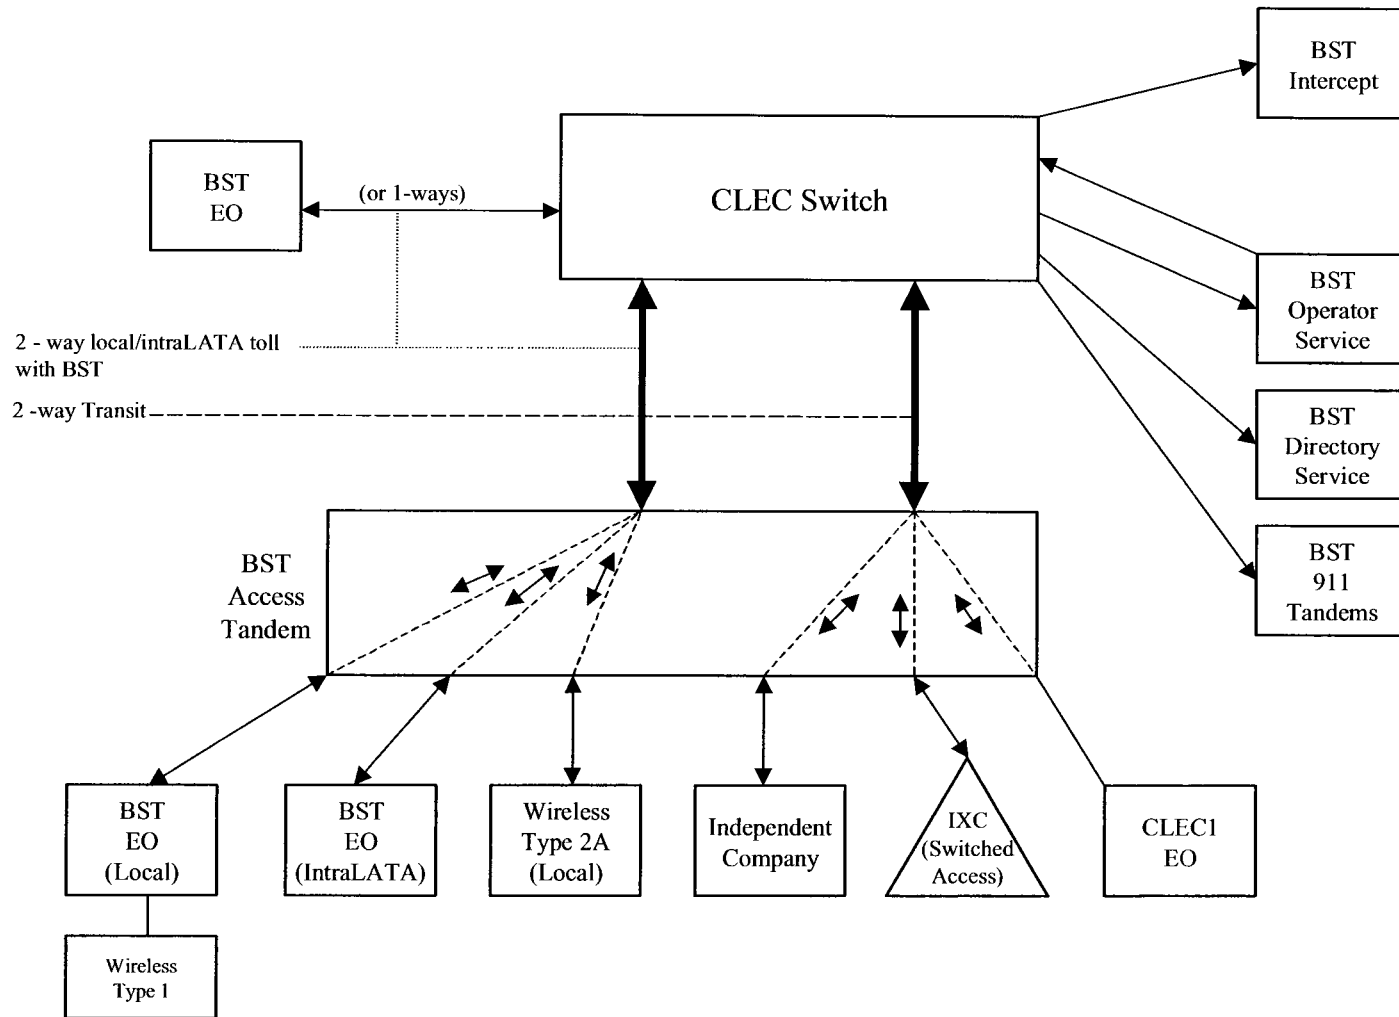 BST
Intercept
BST
EO
(or 1-ways)
CLEC Switch
BST
Operator
Service
2 - way local/intraLATA toll
with BST
2 -way Transit
BST
Directory
Service
BST
911
Tandems
BST
Access
Tandem
BST
EO
(Local)
BST
EO
(IntraLATA)
Wireless
Type 2A
(Local)
Independent
Company
IXC
(Switched
Access)
CLEC1
EO
Wireless
Type 1